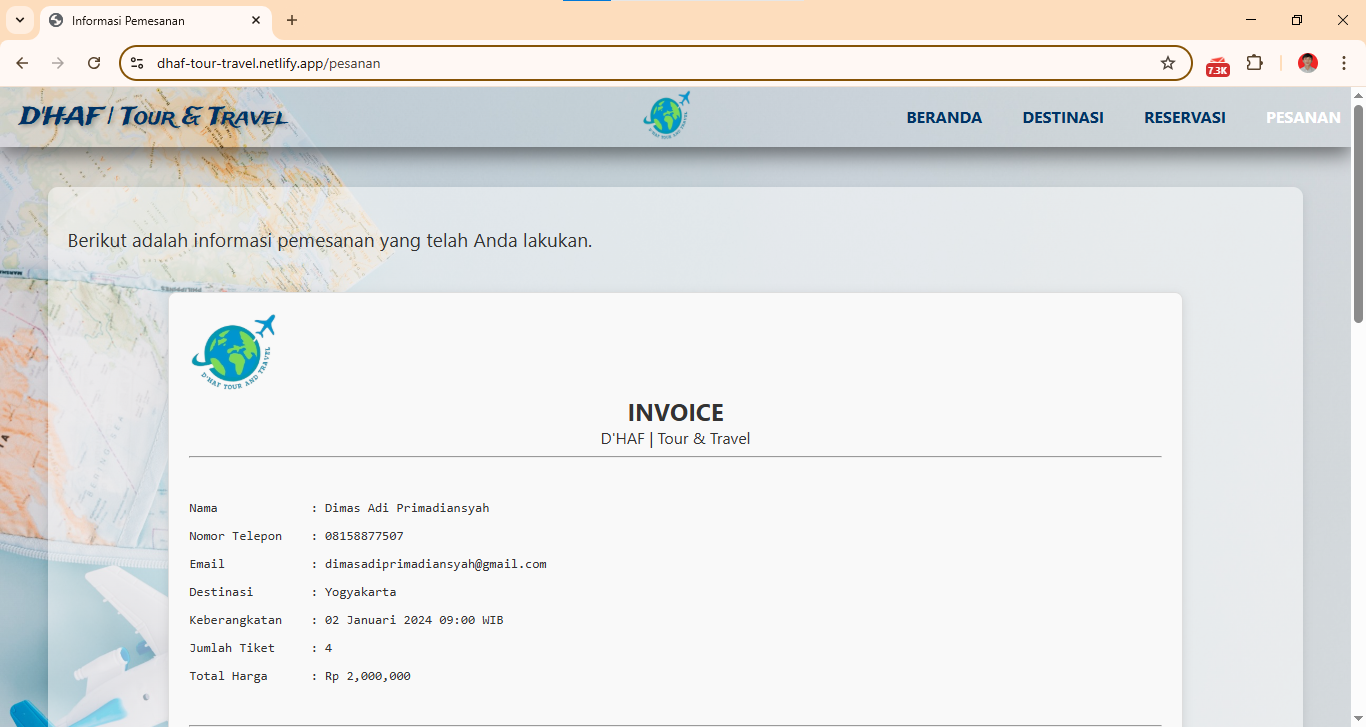 Informasi Pemesanan
dhaf-tour-travel.netlify.app/pesanan
7.3K
D'HAF | TOUR & TRAVEL
D'HAF TOUR AND TRAVEL
BERANDA
DESTINASI
RESERVASI
PESANAN
Berikut adalah informasi pemesanan yang telah Anda lakukan.
D'HAF TOUR AND TRAVEL
INVOICE
D'HAF | Tour & Travel
Nama : Dimas Adi Primadiansyah
Nomor Telepon : 08158877507
Email : dimasadiprimadiansyah@gmail.com
Destinasi : Yogyakarta
Keberangkatan : 02 Januari 2024 09:00 WIB
Jumlah Tiket : 4
Total Harga : Rp 2,000,000